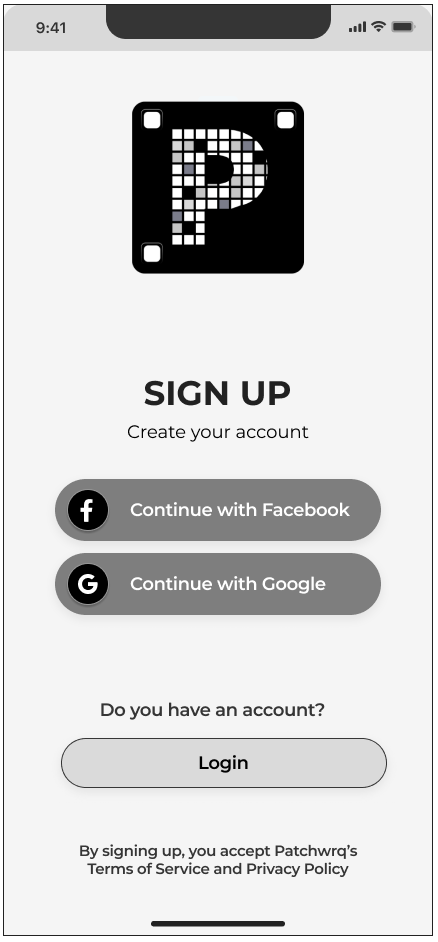 9:41
P
SIGN UP
Create your account
Continue with Facebook
Continue with Google
Do you have an account?
Login
By signing up, you accept Patchwrq’s
Terms of Service and Privacy Policy